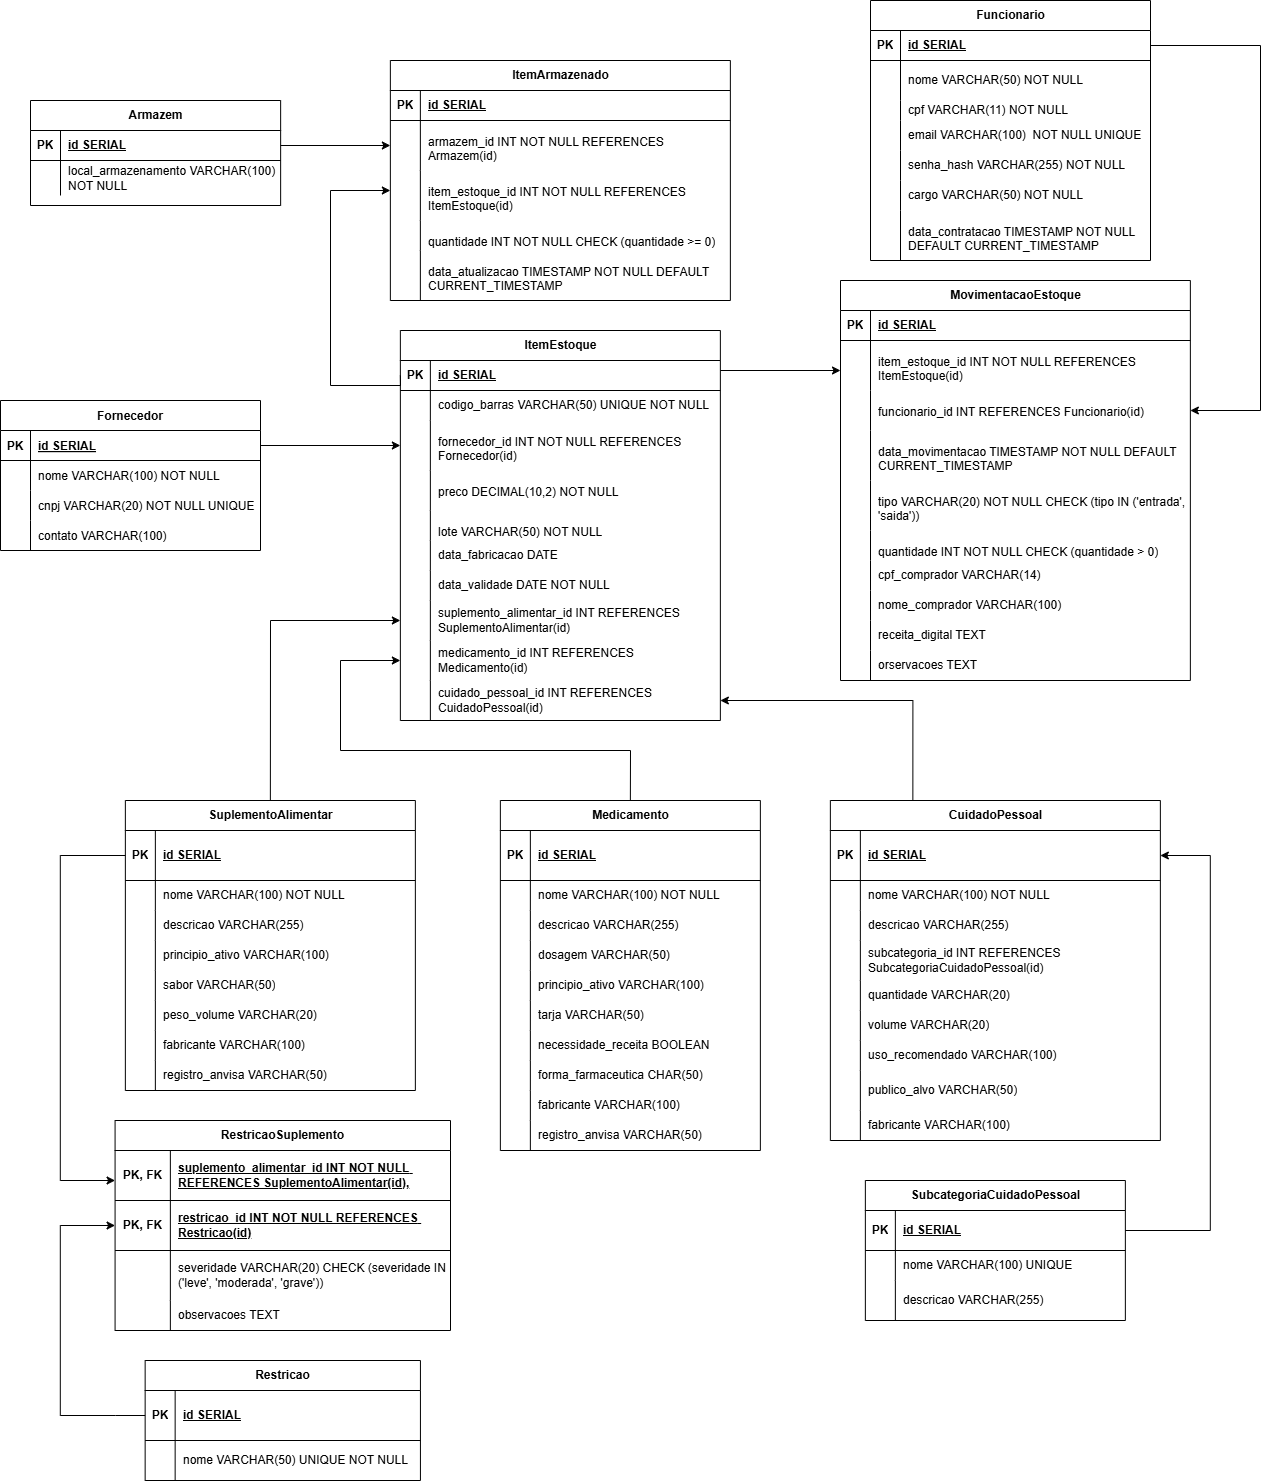 Funcionario
PK id SERIAL
nome VARCHAR(50) NOT NULL
cpf VARCHAR(11) NOT NULL
email VARCHAR(100)  NOT NULL UNIQUE
senha_hash VARCHAR(255) NOT NULL
cargo VARCHAR(50) NOT NULL
data_contratacao TIMESTAMP NOT NULL
DEFAULT CURRENT_TIMESTAMP
ItemArmazenado
PK id SERIAL
armazem_id INT NOT NULL REFERENCES
Armazem(id)
item_estoque_id INT NOT NULL REFERENCES
ItemEstoque(id)
quantidade INT NOT NULL CHECK (quantidade >= 0)
data_atualizacao TIMESTAMP NOT NULL DEFAULT
CURRENT_TIMESTAMP
Armazem
PK id SERIAL
local_armazenamento VARCHAR(100)
NOT NULL
MovimentacaoEstoque
PK id SERIAL
item_estoque_id INT NOT NULL REFERENCES
ItemEstoque(id)
funcionario_id INT REFERENCES Funcionario(id)
data_movimentacao TIMESTAMP NOT NULL DEFAULT
CURRENT_TIMESTAMP
tipo VARCHAR(20) NOT NULL CHECK (tipo IN ('entrada',
'saida'))
quantidade INT NOT NULL CHECK (quantidade > 0)
cpf_comprador VARCHAR(14)
nome_comprador VARCHAR(100)
receita_digital TEXT
orservacoes TEXT
ItemEstoque
PK id SERIAL
codigo_barras VARCHAR(50) UNIQUE NOT NULL
fornecedor_id INT NOT NULL REFERENCES
Fornecedor(id)
preco DECIMAL(10,2) NOT NULL
lote VARCHAR(50) NOT NULL
data_fabricacao DATE
data_validade DATE NOT NULL
suplemento_alimentar_id INT REFERENCES
SuplementoAlimentar(id)
medicamento_id INT REFERENCES
Medicamento(id)
cuidado_pessoal_id INT REFERENCES
CuidadoPessoal(id)
Fornecedor
PK id SERIAL
nome VARCHAR(100) NOT NULL
cnpj VARCHAR(20) NOT NULL UNIQUE
contato VARCHAR(100)
SuplementoAlimentar
PK id SERIAL
nome VARCHAR(100) NOT NULL
descricao VARCHAR(255)
principio_ativo VARCHAR(100)
sabor VARCHAR(50)
peso_volume VARCHAR(20)
fabricante VARCHAR(100)
registro_anvisa VARCHAR(50)
Medicamento
PK id SERIAL
nome VARCHAR(100) NOT NULL
descricao VARCHAR(255)
dosagem VARCHAR(50)
principio_ativo VARCHAR(100)
tarja VARCHAR(50)
necessidade_receita BOOLEAN
forma_farmaceutica CHAR(50)
fabricante VARCHAR(100)
registro_anvisa VARCHAR(50)
CuidadoPessoal
PK id SERIAL
nome VARCHAR(100) NOT NULL
descricao VARCHAR(255)
subcategoria_id INT REFERENCES
SubcategoriaCuidadoPessoal(id)
quantidade VARCHAR(20)
volume VARCHAR(20)
uso_recomendado VARCHAR(100)
publico_alvo VARCHAR(50)
fabricante VARCHAR(100)
RestricaoSuplemento
PK, FK suplemento_alimentar_id INT NOT NULL
REFERENCES SuplementoAlimentar(id),
PK, FK restricao_id INT NOT NULL REFERENCES
Restricao(id)
severidade VARCHAR(20) CHECK (severidade IN
('leve', 'moderada', 'grave'))
observacoes TEXT
SubcategoriaCuidadoPessoal
PK id SERIAL
nome VARCHAR(100) UNIQUE
descricao VARCHAR(255)
Restricao
PK id SERIAL
nome VARCHAR(50) UNIQUE NOT NULL